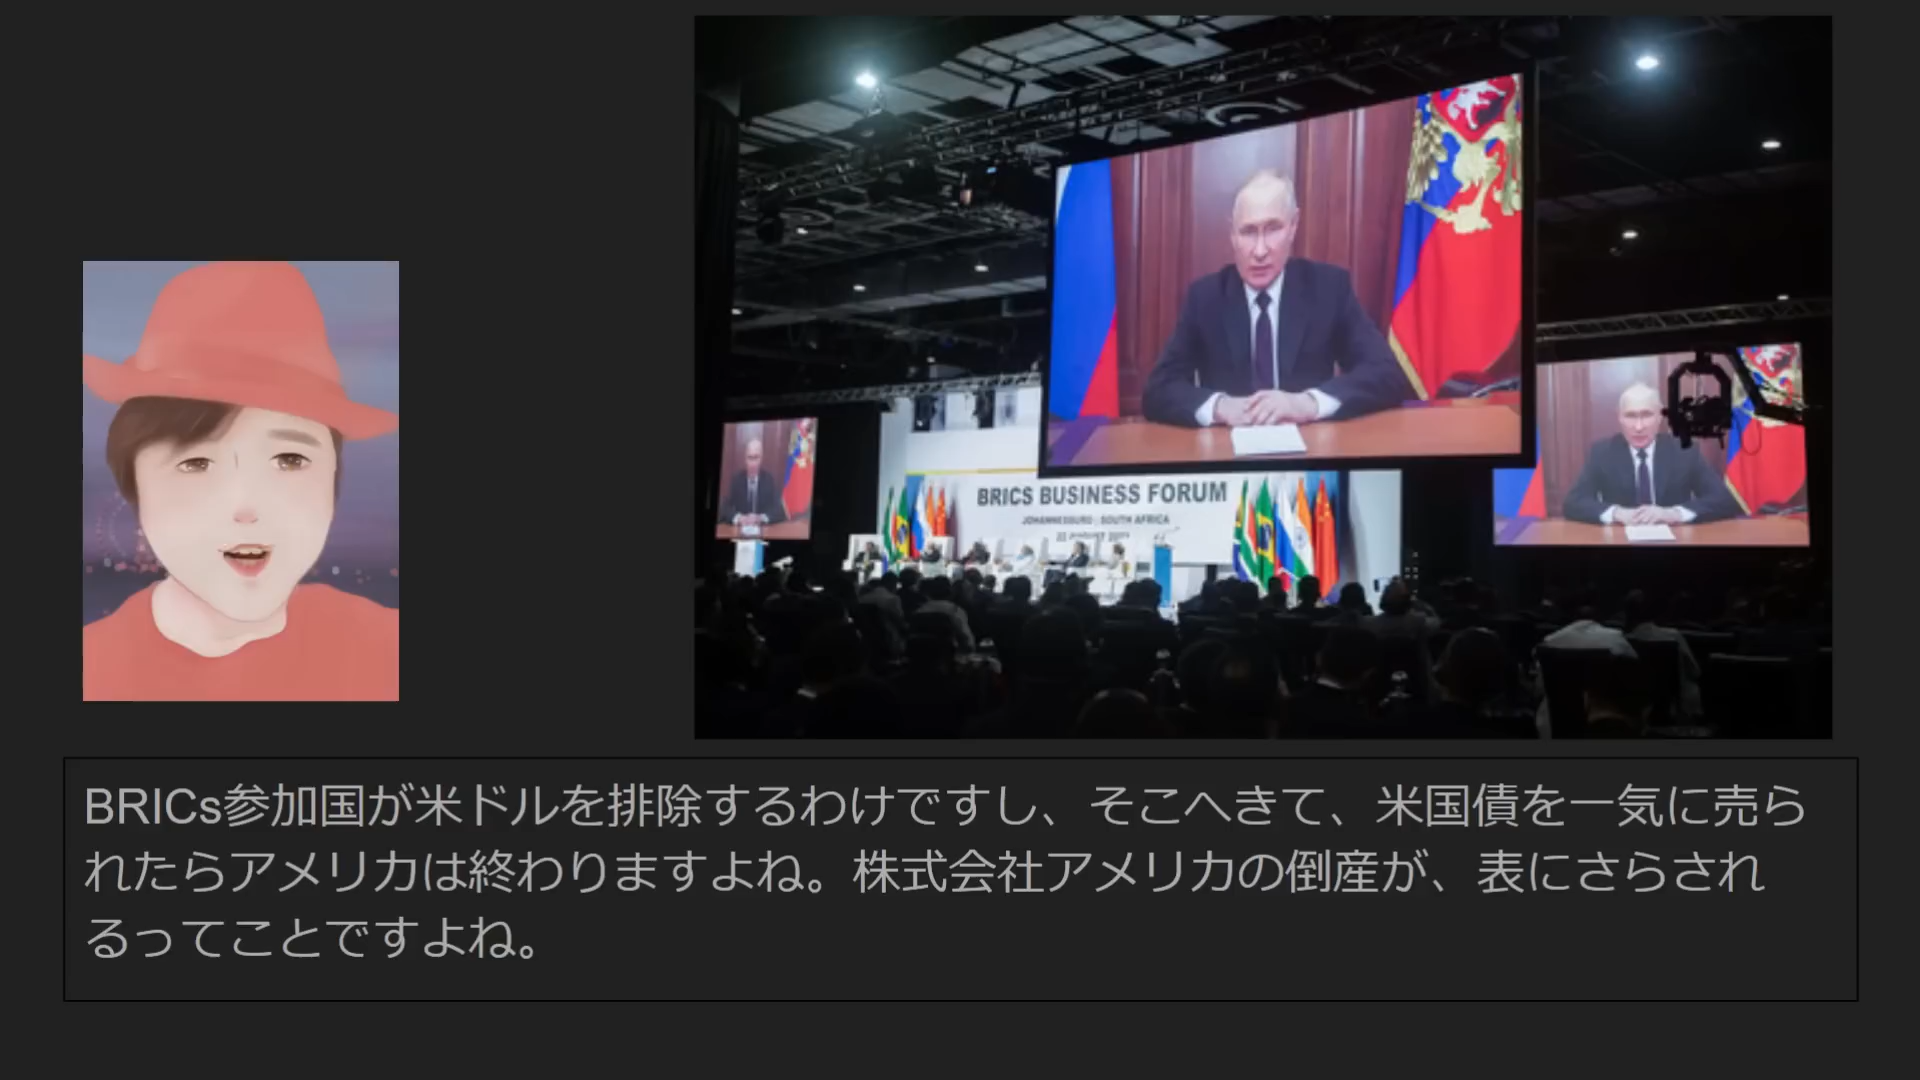 BRICS BUSINESS FORUM
JOHANNESBURG · SOUTH AFRICA
BRICs参加国が米ドルを排除するわけですし、そこへきて、米国債を一気に売ら
れたらアメリカは終わりますよね。株式会社アメリカの倒産が、表にさらされ
るってことですよね。